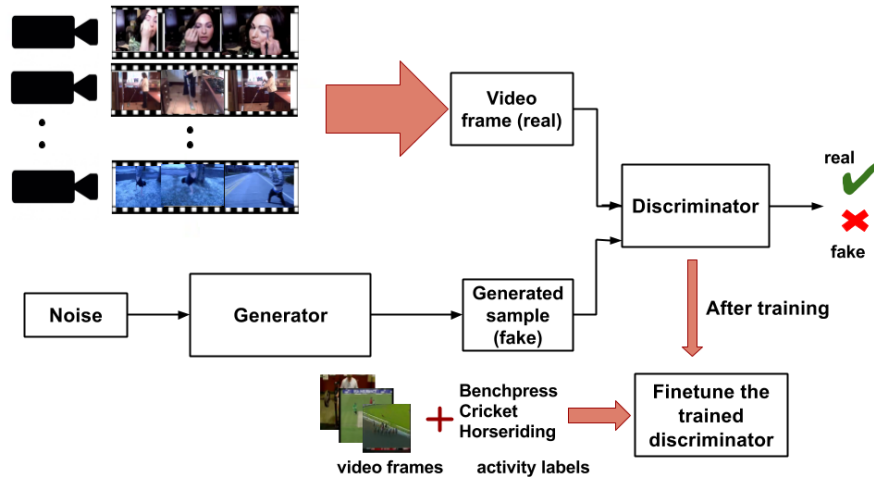 Video
frame (real)
real
Discriminator
fake
Noise
Generator
Generated
sample
(fake)
After training
Benchpress
Cricket
Horseriding
Finetune the
trained
discriminator
video frames
activity labels